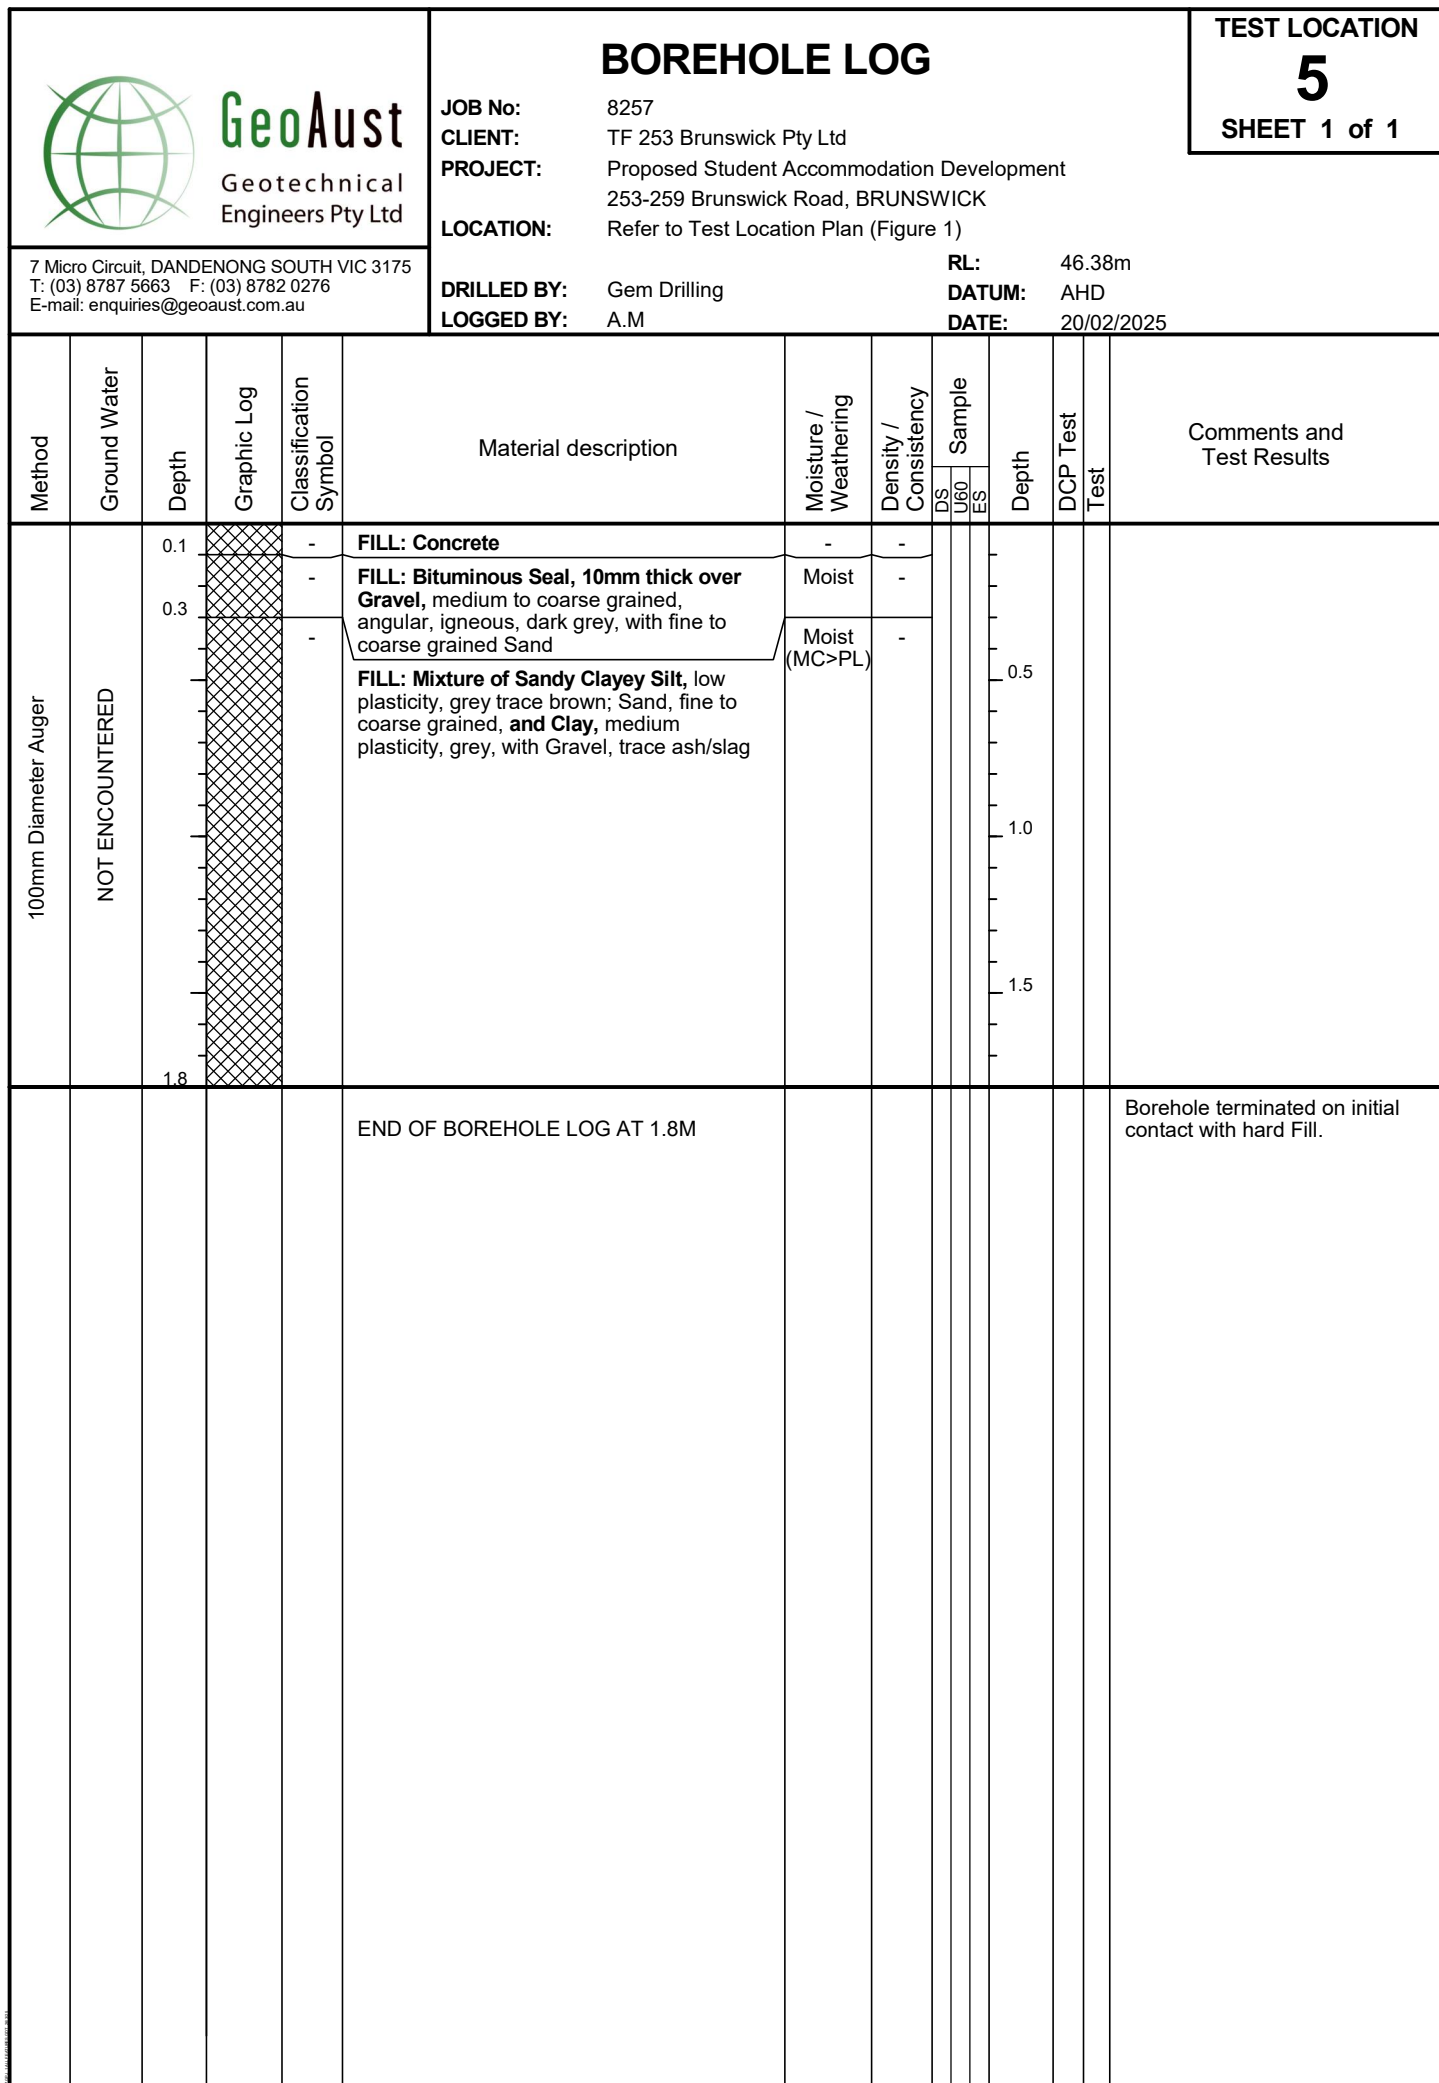 GeoAust
Geotechnical
Engineers Pty Ltd
7 Micro Circuit, DANDENONG SOUTH VIC 3175
T: (03) 8787 5663 F: (03) 8782 0276
E-mail: enquiries@geoaust.com.au
BOREHOLE LOG
JOB No: 8257
CLIENT: TF 253 Brunswick Pty Ltd
PROJECT: Proposed Student Accommodation Development
253-259 Brunswick Road, BRUNSWICK
LOCATION: Refer to Test Location Plan (Figure 1)
RL: 46.38m
DRILLED BY: Gem Drilling
DATUM: AHD
LOGGED BY: A.M
DATE: 20/02/2025
TEST LOCATION
5
SHEET 1 of 1
Method
Ground Water
Depth
Graphic Log
Classification
Symbol
Material description
Moisture /
Weathering
Density /
Consistency
Sample
DS
U60
ES
Depth
DCP Test
Test
Comments and
Test Results
100mm Diameter Auger
NOT ENCOUNTERED
0.1
- FILL: Concrete - -
- FILL: Bituminous Seal, 10mm thick over Moist -
Gravel, medium to coarse grained,
0.3
angular, igneous, dark grey, with fine to
coarse grained Sand
- Moist -
(MC>PL)
FILL: Mixture of Sandy Clayey Silt, low
plasticity, grey trace brown; Sand, fine to
coarse grained, and Clay, medium
plasticity, grey, with Gravel, trace ash/slag
0.5
1.0
1.5
1.8
END OF BOREHOLE LOG AT 1.8M
Borehole terminated on initial
contact with hard Fill.